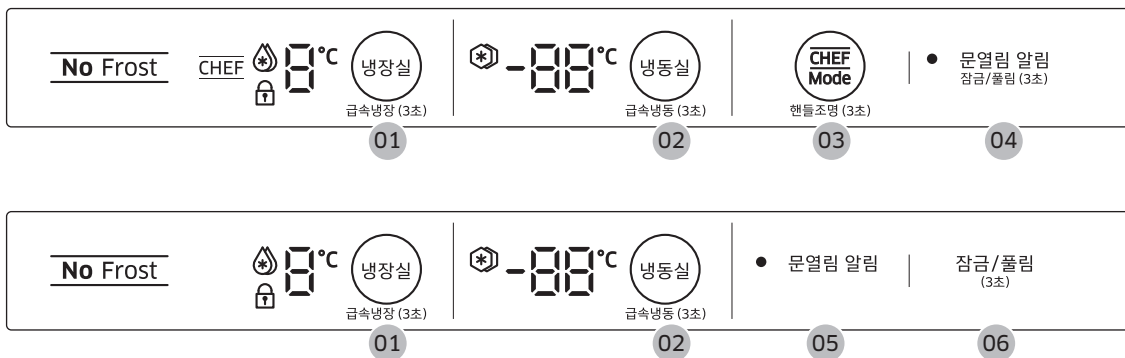 No Frost
CHEF
8°C
냉장실
급속냉장 (3초)
-88°C
냉동실
급속냉동 (3초)
CHEF
Mode
핸들조명 (3초)
문열림 알림
잠금/풀림 (3초)
01
02
03
04
No Frost
8°C
냉장실
급속냉장 (3초)
-88°C
냉동실
급속냉동 (3초)
문열림 알림
잠금/풀림
(3초)
01
02
05
06